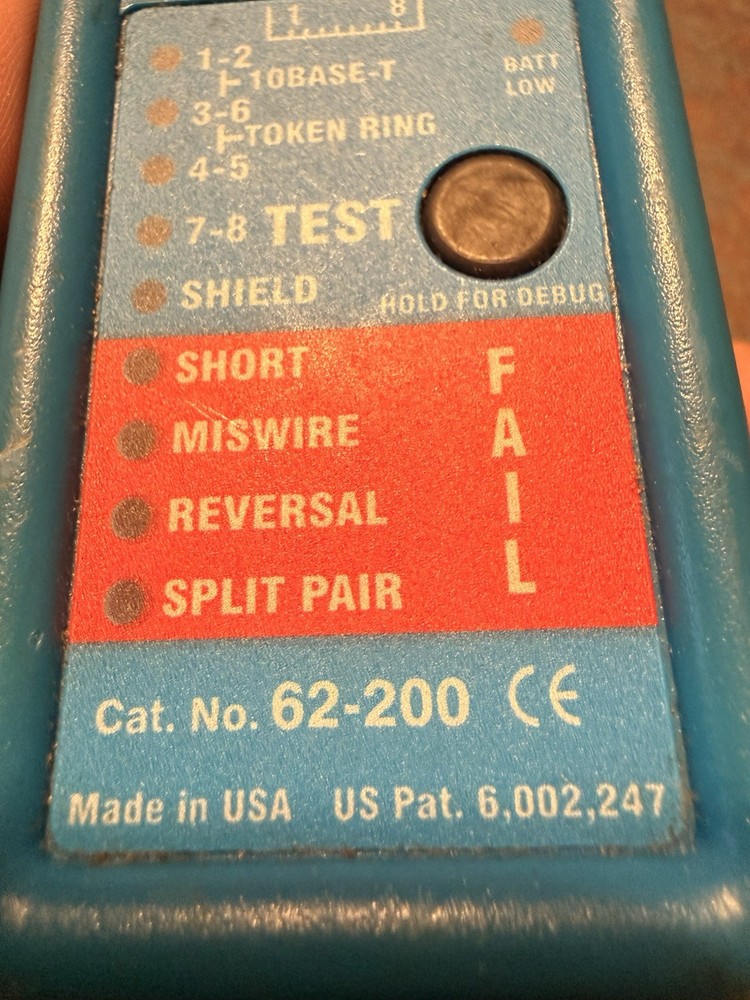 1 8
1-2
10BASE-T
BATT
LOW
3-6
TOKEN RING
4-5
7-8 TEST
SHIELD
HOLD FOR DEBUG
SHORT
MISWIRE
REVERSAL
SPLIT PAIR
FAIL
Cat. No. 62-200 CE
Made in USA US Pat. 6,002,247